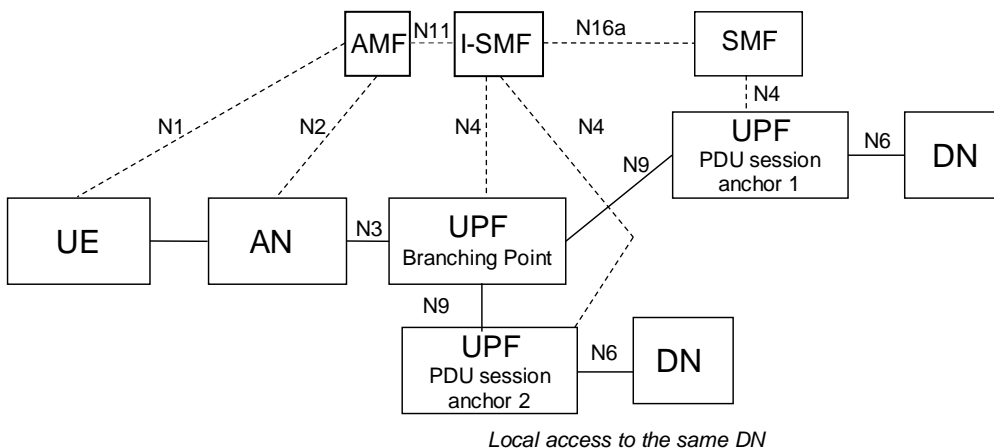 AMF
N11
I-SMF
N16a
SMF
N1
N2
N4
N4
N4
UPF
PDU session
anchor 1
N6
DN
N9
UE
AN
N3
UPF
Branching Point
N9
UPF
PDU session
anchor 2
N6
DN
Local access to the same DN